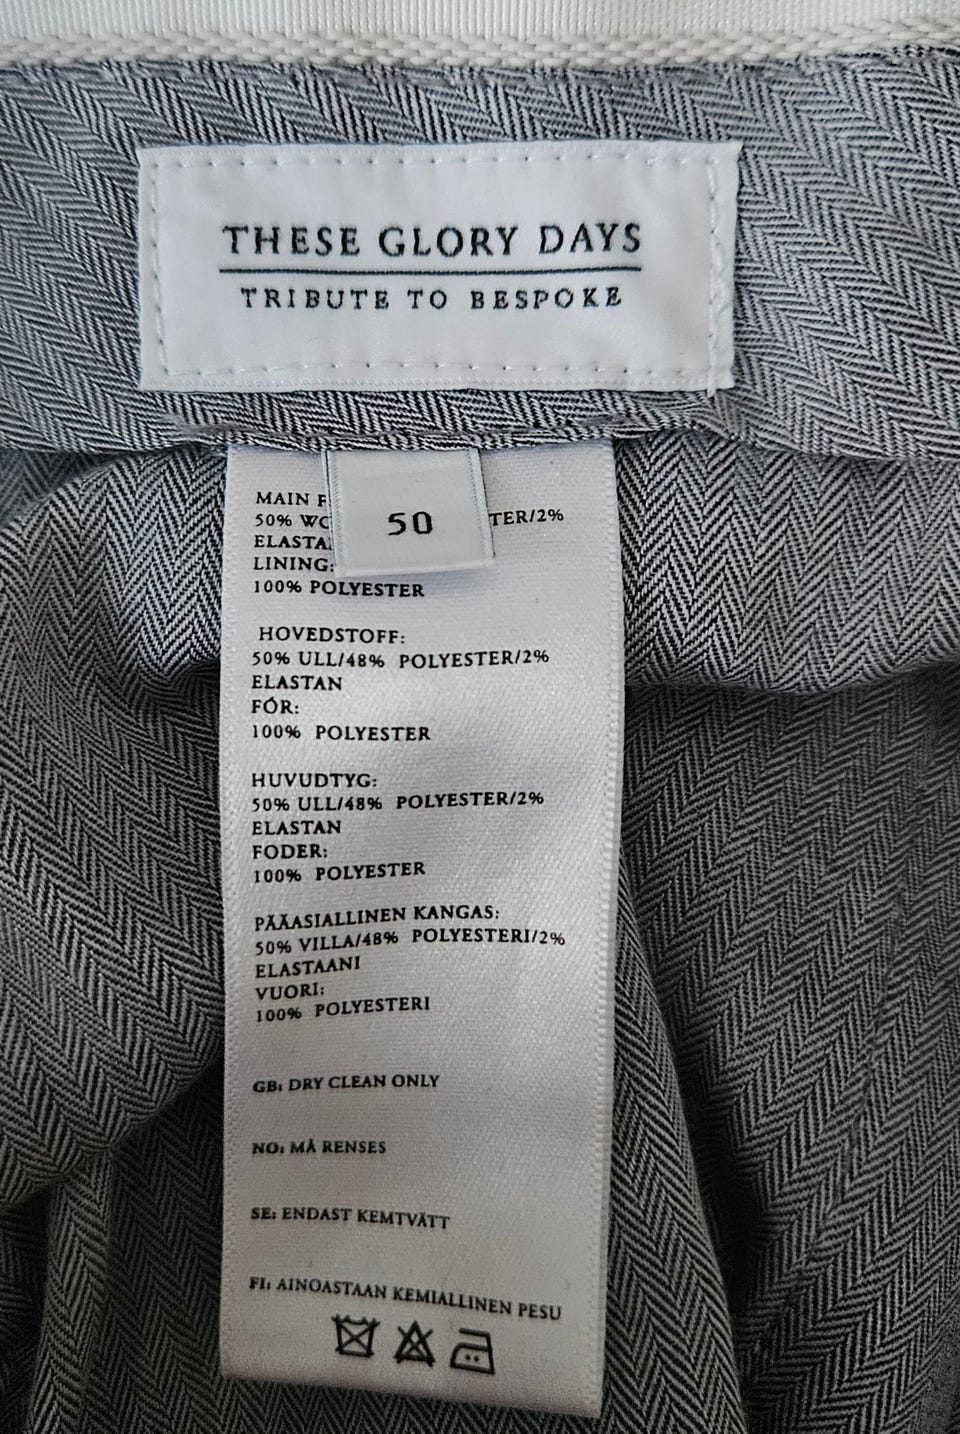 THESE GLORY DAYS
TRIBUTE TO BESPOKE
50
MAIN
50% TER/2%
LINING:
100% POLYESTER
HOVEDSTOFF:
50% ULL/48% POLYESTER/2%
ELASTAN
FÓR:
100% POLYESTER
HUVUDTYG:
50% ULL/48% POLYESTER/2%
ELASTAN
FODER:
100% POLYESTER
PÄÄASIALLINEN KANGAS:
50% VILLA/48% POLYESTERI/2%
ELASTAANI
VUORI:
100% POLYESTERI
GB: DRY CLEAN ONLY
NO: MÅ RENSES
SE: ENDAST KEMTVÄTT
FI: AINOASTAAN KEMIALLINEN PESU